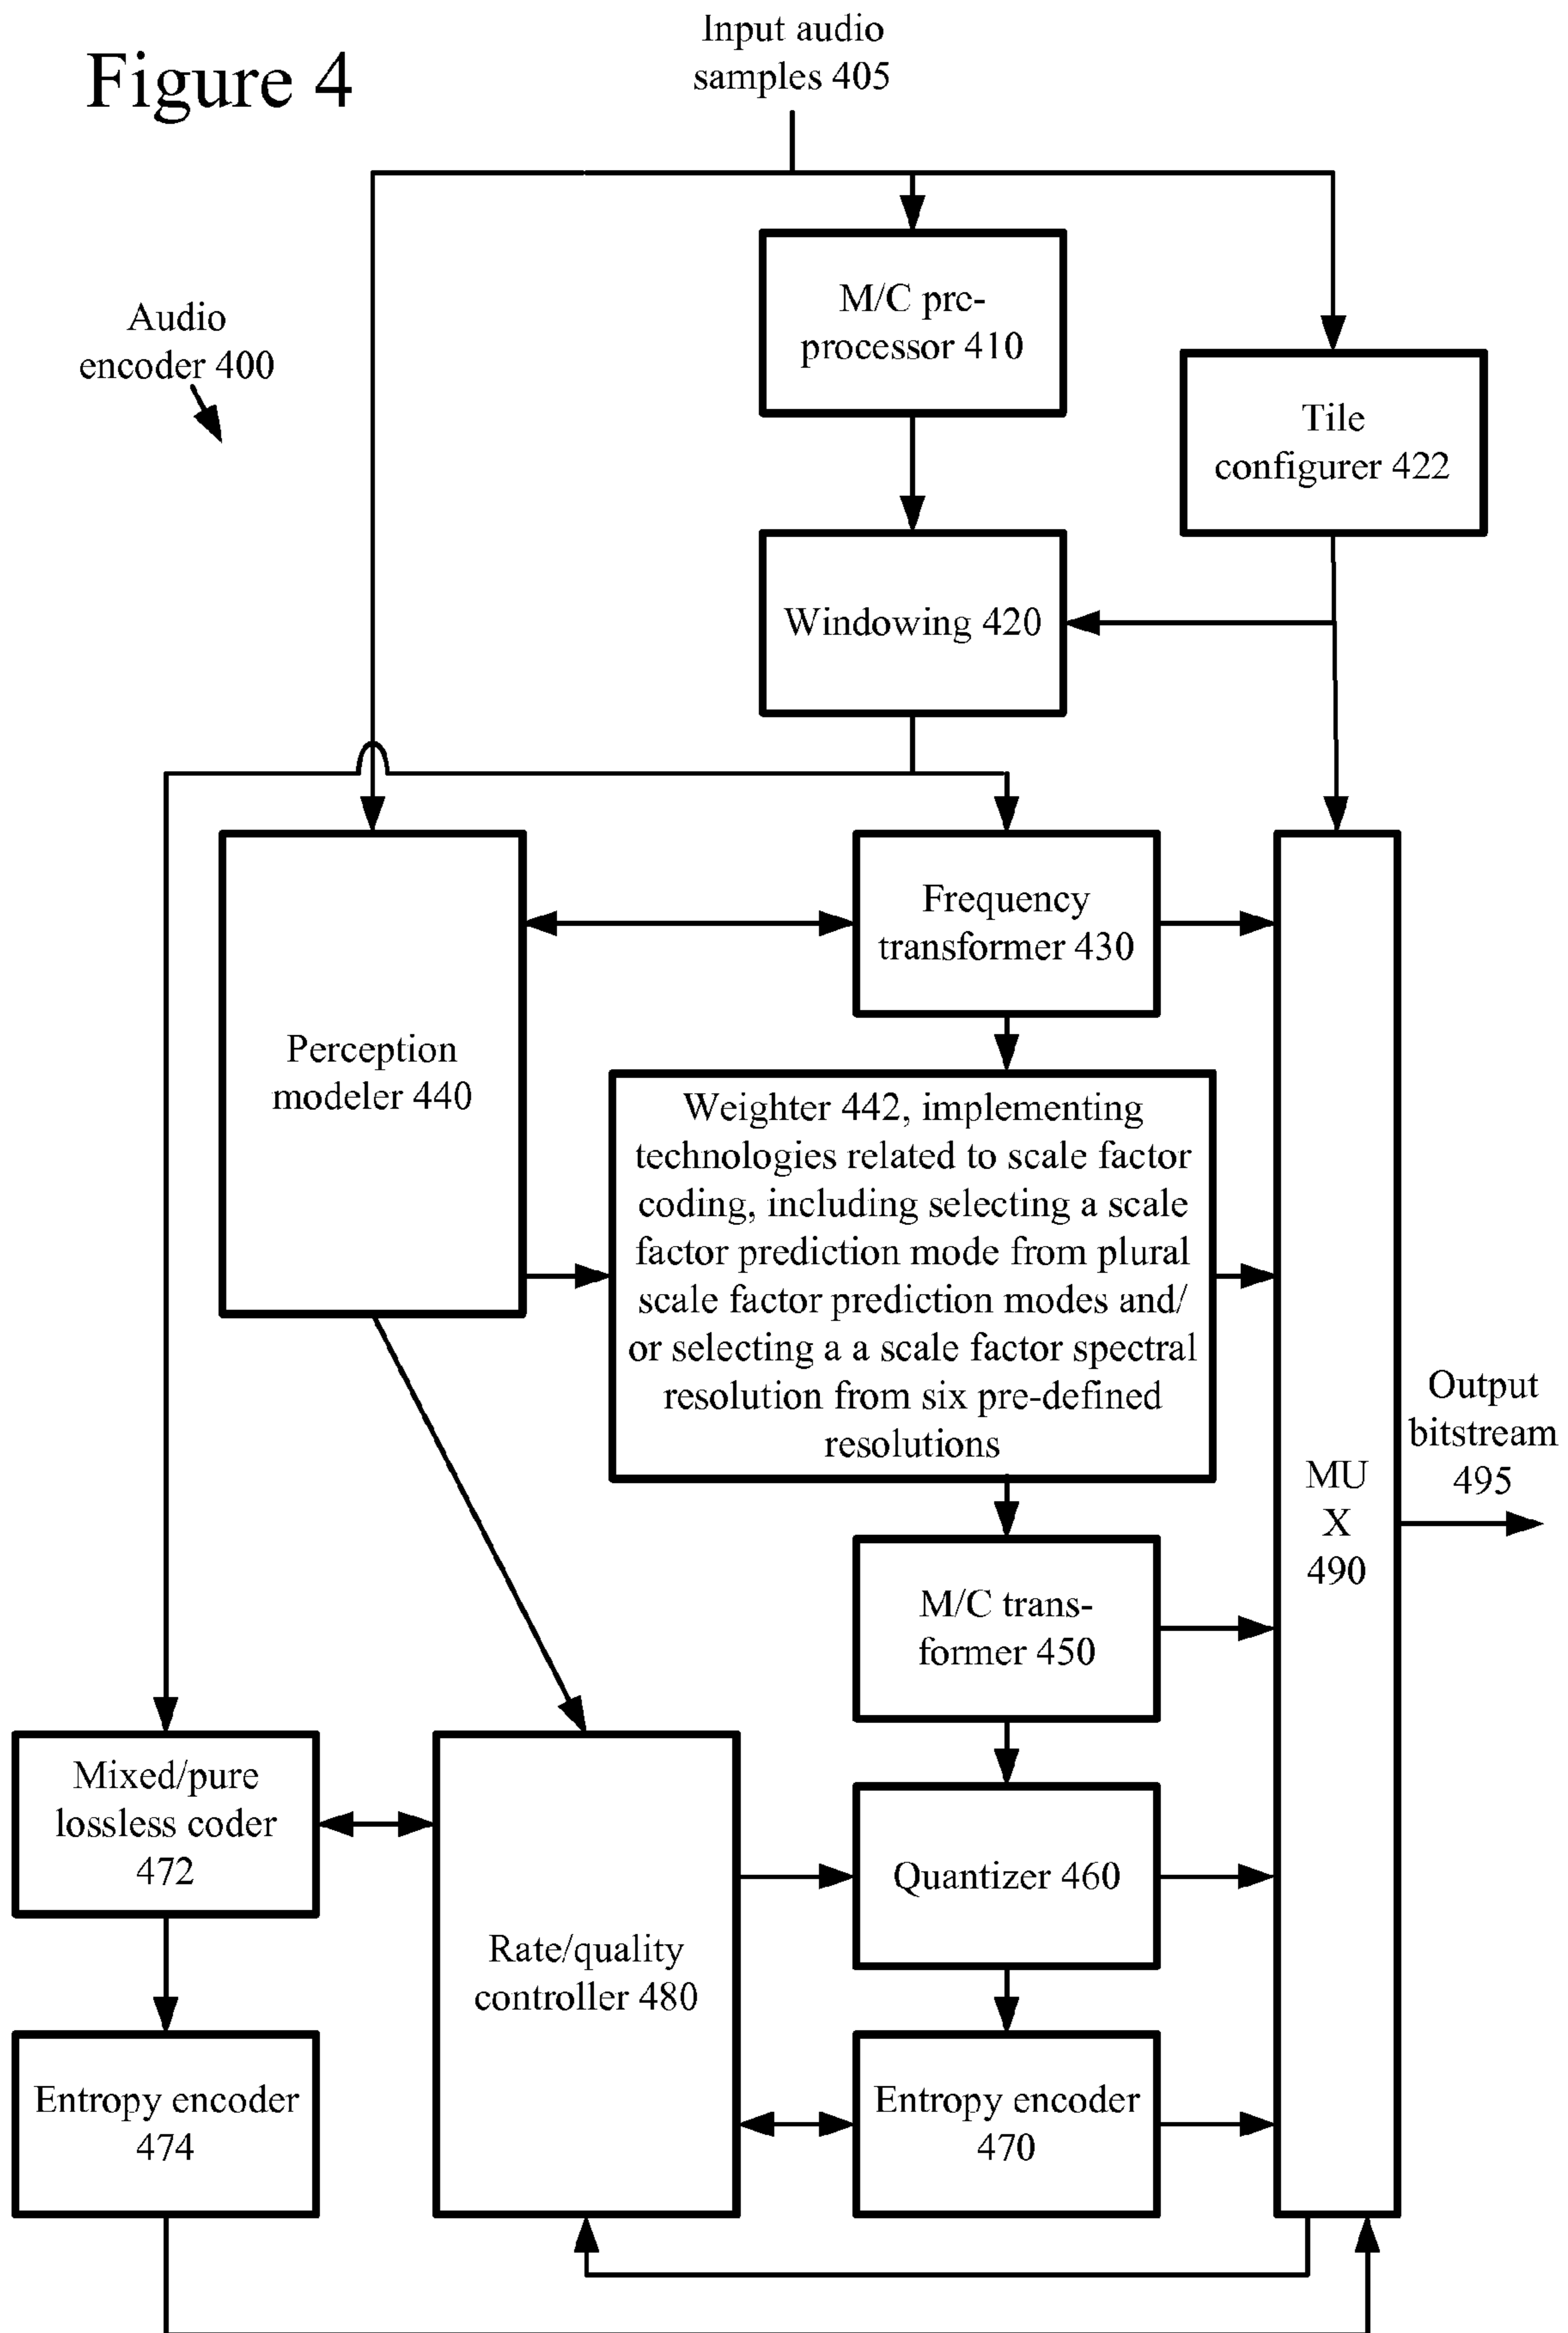 Figure 4
Input audio
samples 405
Audio
encoder 400
M/C pre-
processor 410
Tile
configurer 422
Windowing 420
Frequency
transformer 430
Perception
modeler 440
Weighter 442, implementing
technologies related to scale factor
coding, including selecting a scale
factor prediction mode from plural
scale factor prediction modes and/
or selecting a a scale factor spectral
resolution from six pre-defined
resolutions
Output
bitstream
495
MU
X
490
M/C trans-
former 450
Mixed/pure
lossless coder
472
Quantizer 460
Rate/quality
controller 480
Entropy encoder
474
Entropy encoder
470